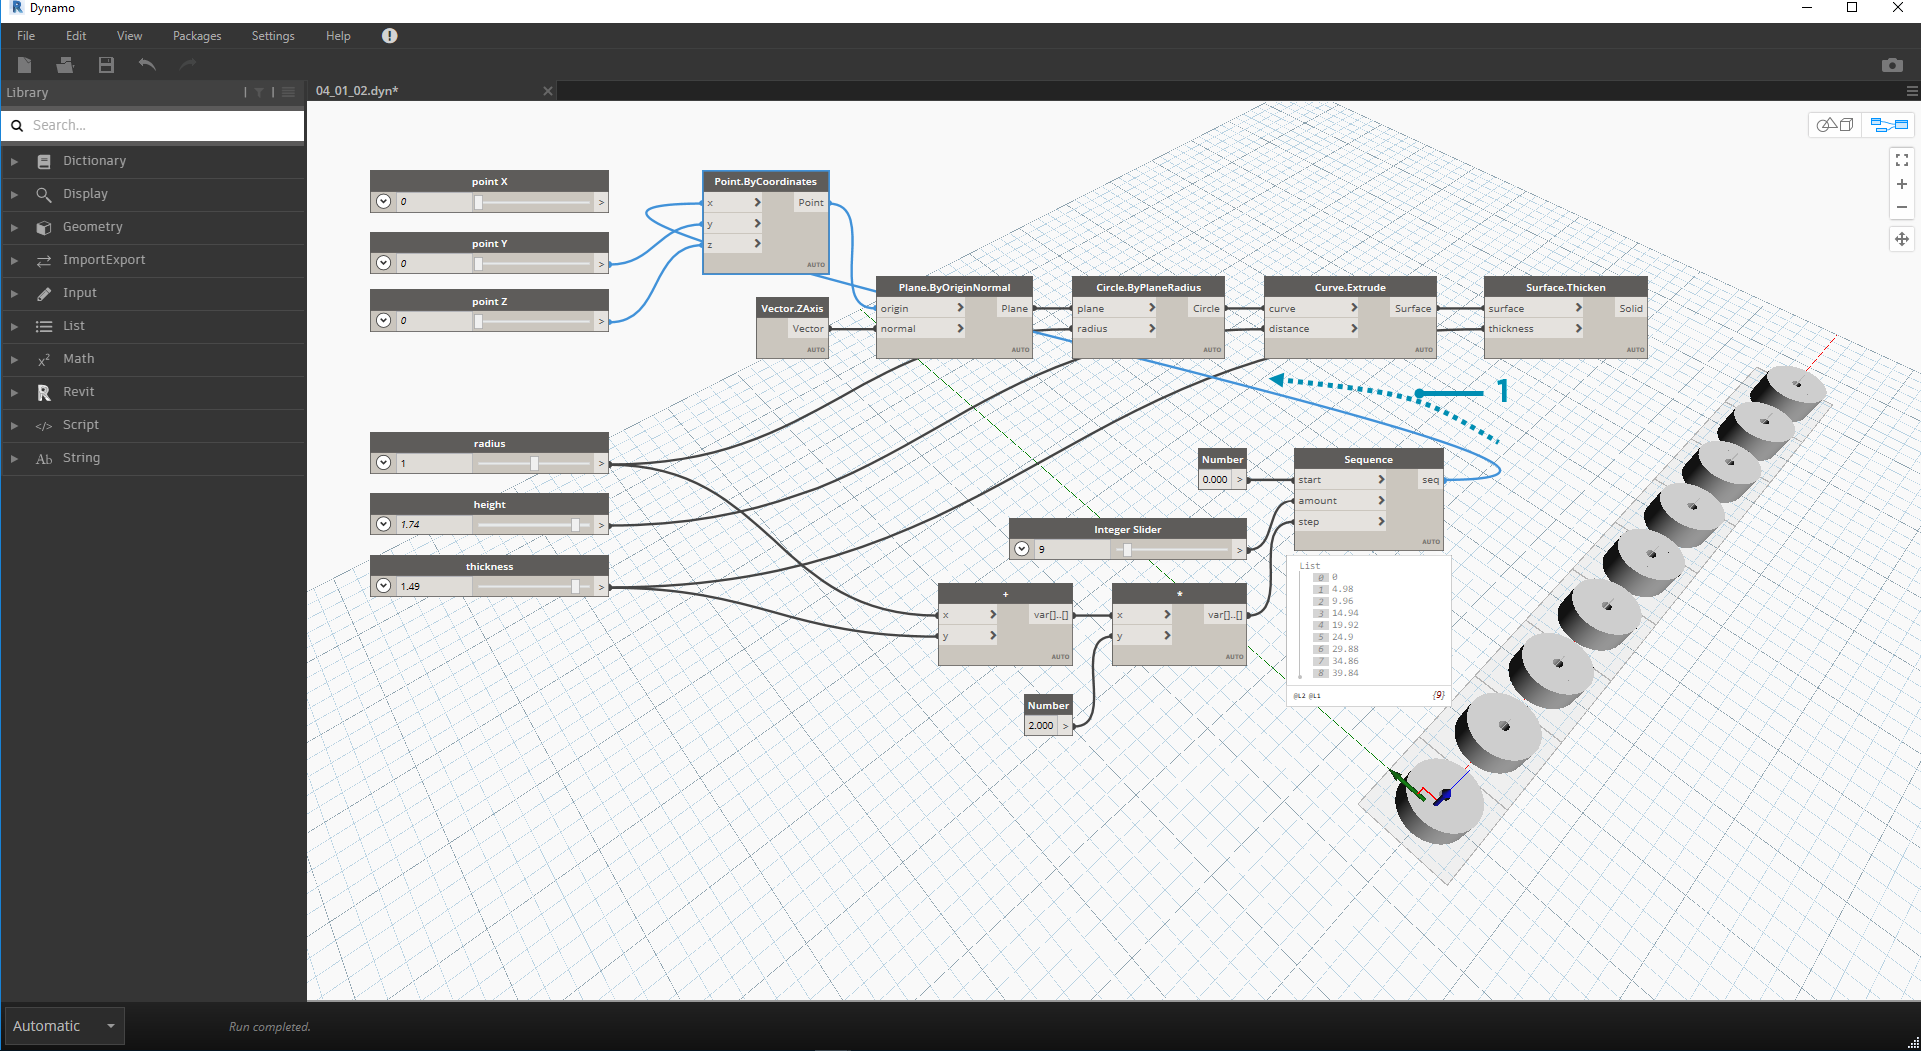 Dynamo
File Edit View Packages Settings Help
Library
04_01_02.dyn*
Search...
Dictionary
Display
Geometry
ImportExport
Input
List
Math
Revit
Script
String
point X
0 >
point Y
0 >
point Z
0 >
Point.ByCoordinates
x > Point
y >
z >
AUTO
Vector.ZAxis
Vector
AUTO
Plane.ByOriginNormal
origin > Plane
normal >
AUTO
Circle.ByPlaneRadius
plane > Circle
radius >
AUTO
Curve.Extrude
curve > Surface
distance >
AUTO
Surface.Thicken
surface > Solid
thickness >
AUTO
1
radius
1 >
height
1.74 >
thickness
1.49 >
Number
0.000 >
Sequence
start > seq
amount >
step >
AUTO
Integer Slider
9 >
+
x > var[]..[]
y >
AUTO
*
x > var[]..[]
y >
AUTO
Number
2.000 >
List
0 0
1 4.98
2 9.96
3 14.94
4 19.92
5 24.9
6 29.88
7 34.86
8 39.84
@L2 @L1 {9}
Automatic
Run completed.